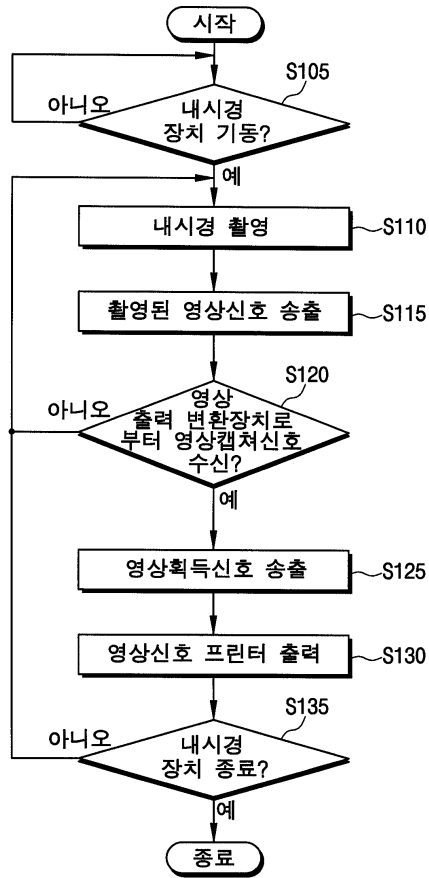 시작
S105
아니오
내시경
장치 기동?
예
내시경 촬영
S110
촬영된 영상신호 송출
S115
S120
아니오
영상
출력 변환장치로
부터 영상캡쳐신호
수신?
예
영상획득신호 송출
S125
영상신호 프린터 출력
S130
S135
아니오
내시경
장치 종료?
예
종료